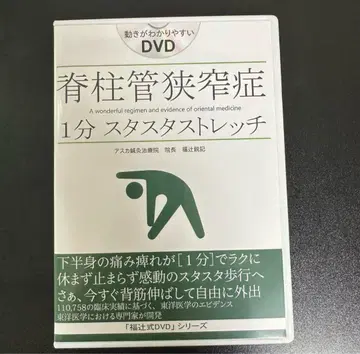 動きがわかりやすい
DVD
脊柱管狭窄症
A wonderful regimen and evidence of oriental medicine
1分 スタスタストレッチ
アスカ鍼灸治療院 院長 福辻鋭記
下半身の痛み痺れが［1分］でラクに
休まず止まらず感動のスタスタ歩行へ
さぁ、今すぐ背筋伸ばして自由に外出
110,758の臨床実績に基づく、東洋医学のエビデンス
東洋医学における専門家が開発
「福辻式DVD」シリーズ